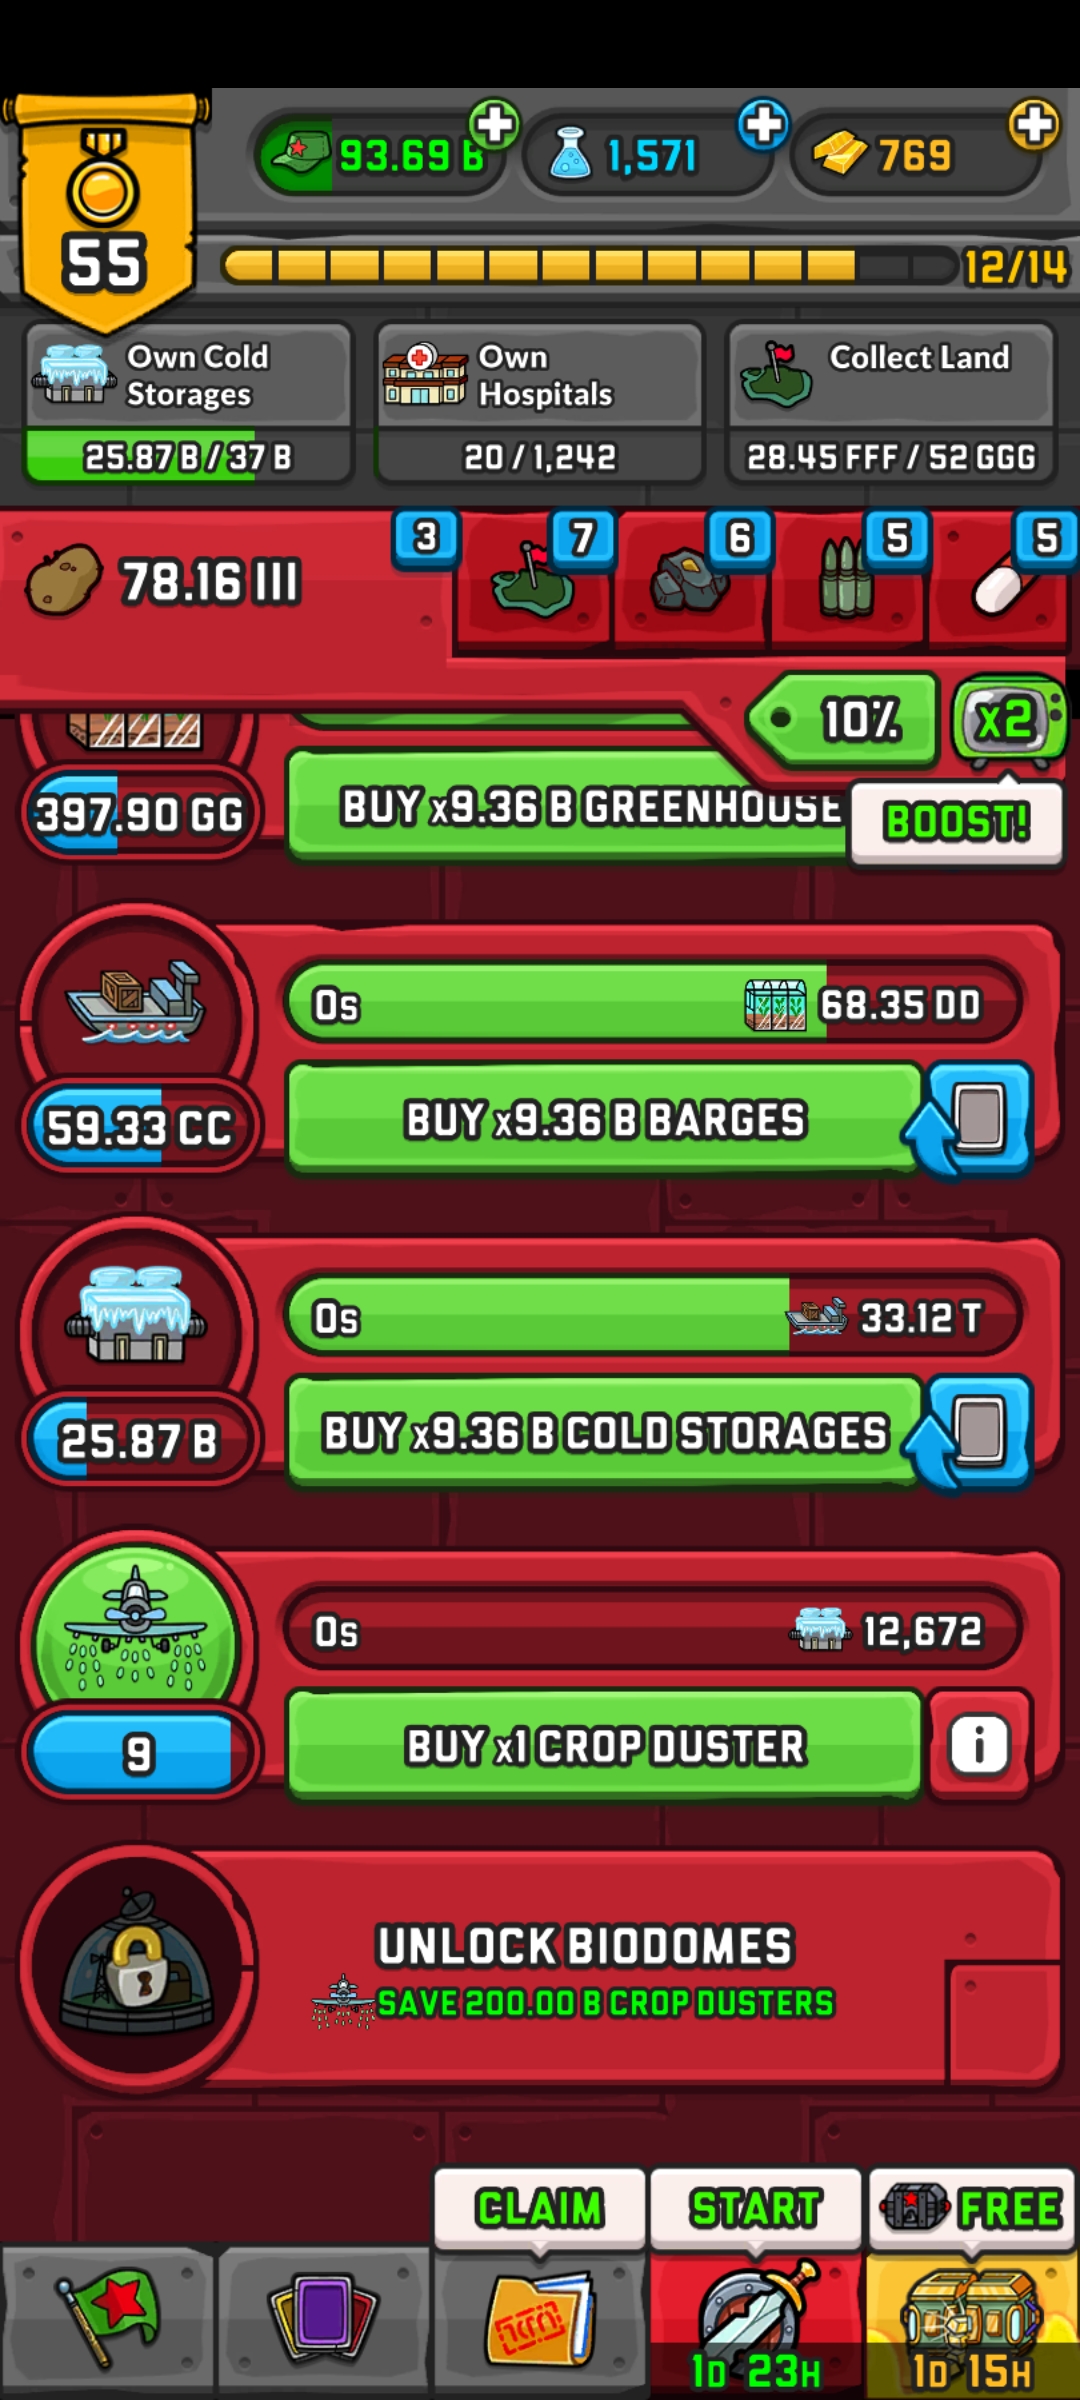 55
93.69 B
1,571
769
12/14
Own Cold
Storages
25.87 B / 37 B
Own
Hospitals
20 / 1,242
Collect Land
28.45 FFF / 52 GGG
78.16 III
3
7
6
5
5
10%
x2
BOOST!
397.90 GG
BUY x9.36 B GREENHOUSE
0s
68.35 DD
59.33 CC
BUY x9.36 B BARGES
0s
33.12 T
25.87 B
BUY x9.36 B COLD STORAGES
0s
12,672
9
BUY x1 CROP DUSTER
i
UNLOCK BIODOMES
SAVE 200.00 B CROP DUSTERS
CLAIM
START
FREE
1D 23H
1D 15H